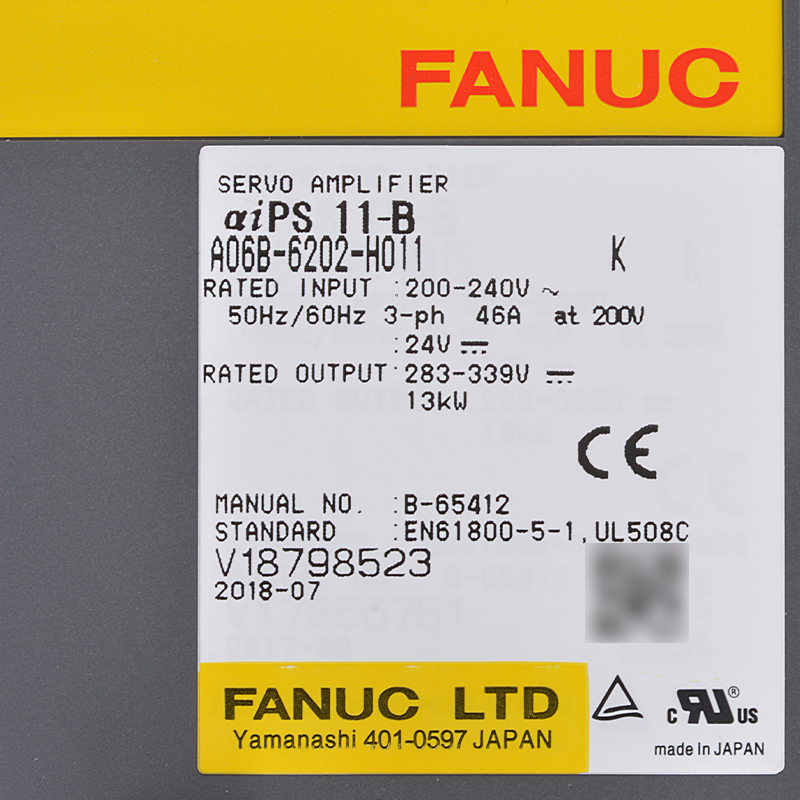 FANUC
SERVO AMPLIFIER
αiPS 11-B
A06B-6202-H011 K
RATED INPUT :200-240V ~
50Hz/60Hz 3-ph 46A at 200V
:24V ⎓
RATED OUTPUT:283-339V ⎓
13kW
CE
MANUAL NO. :B-65412
STANDARD :EN61800-5-1,UL508C
V18798523
2018-07
FANUC LTD
Yamanashi 401-0597 JAPAN
c RU ® US
made In JAPAN